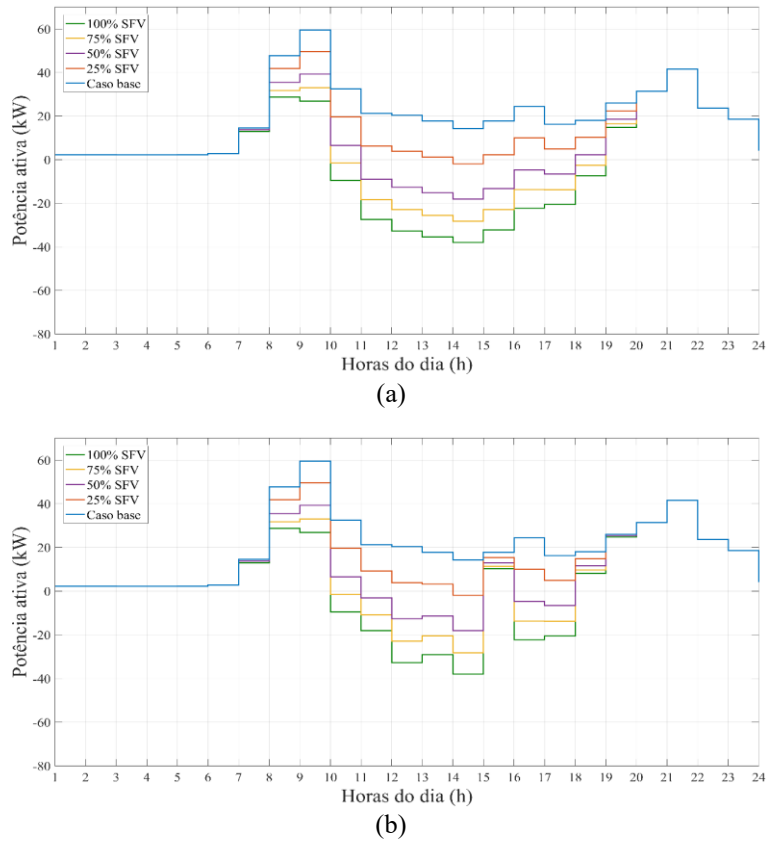 100% SFV
75% SFV
50% SFV
25% SFV
Caso base
60
40
20
0
-20
-40
-60
-80
Potência ativa (kW)
1 2 3 4 5 6 7 8 9 10 11 12 13 14 15 16 17 18 19 20 21 22 23 24
Horas do dia (h)
(a)
100% SFV
75% SFV
50% SFV
25% SFV
Caso base
60
40
20
0
-20
-40
-60
-80
Potência ativa (kW)
1 2 3 4 5 6 7 8 9 10 11 12 13 14 15 16 17 18 19 20 21 22 23 24
Horas do dia (h)
(b)